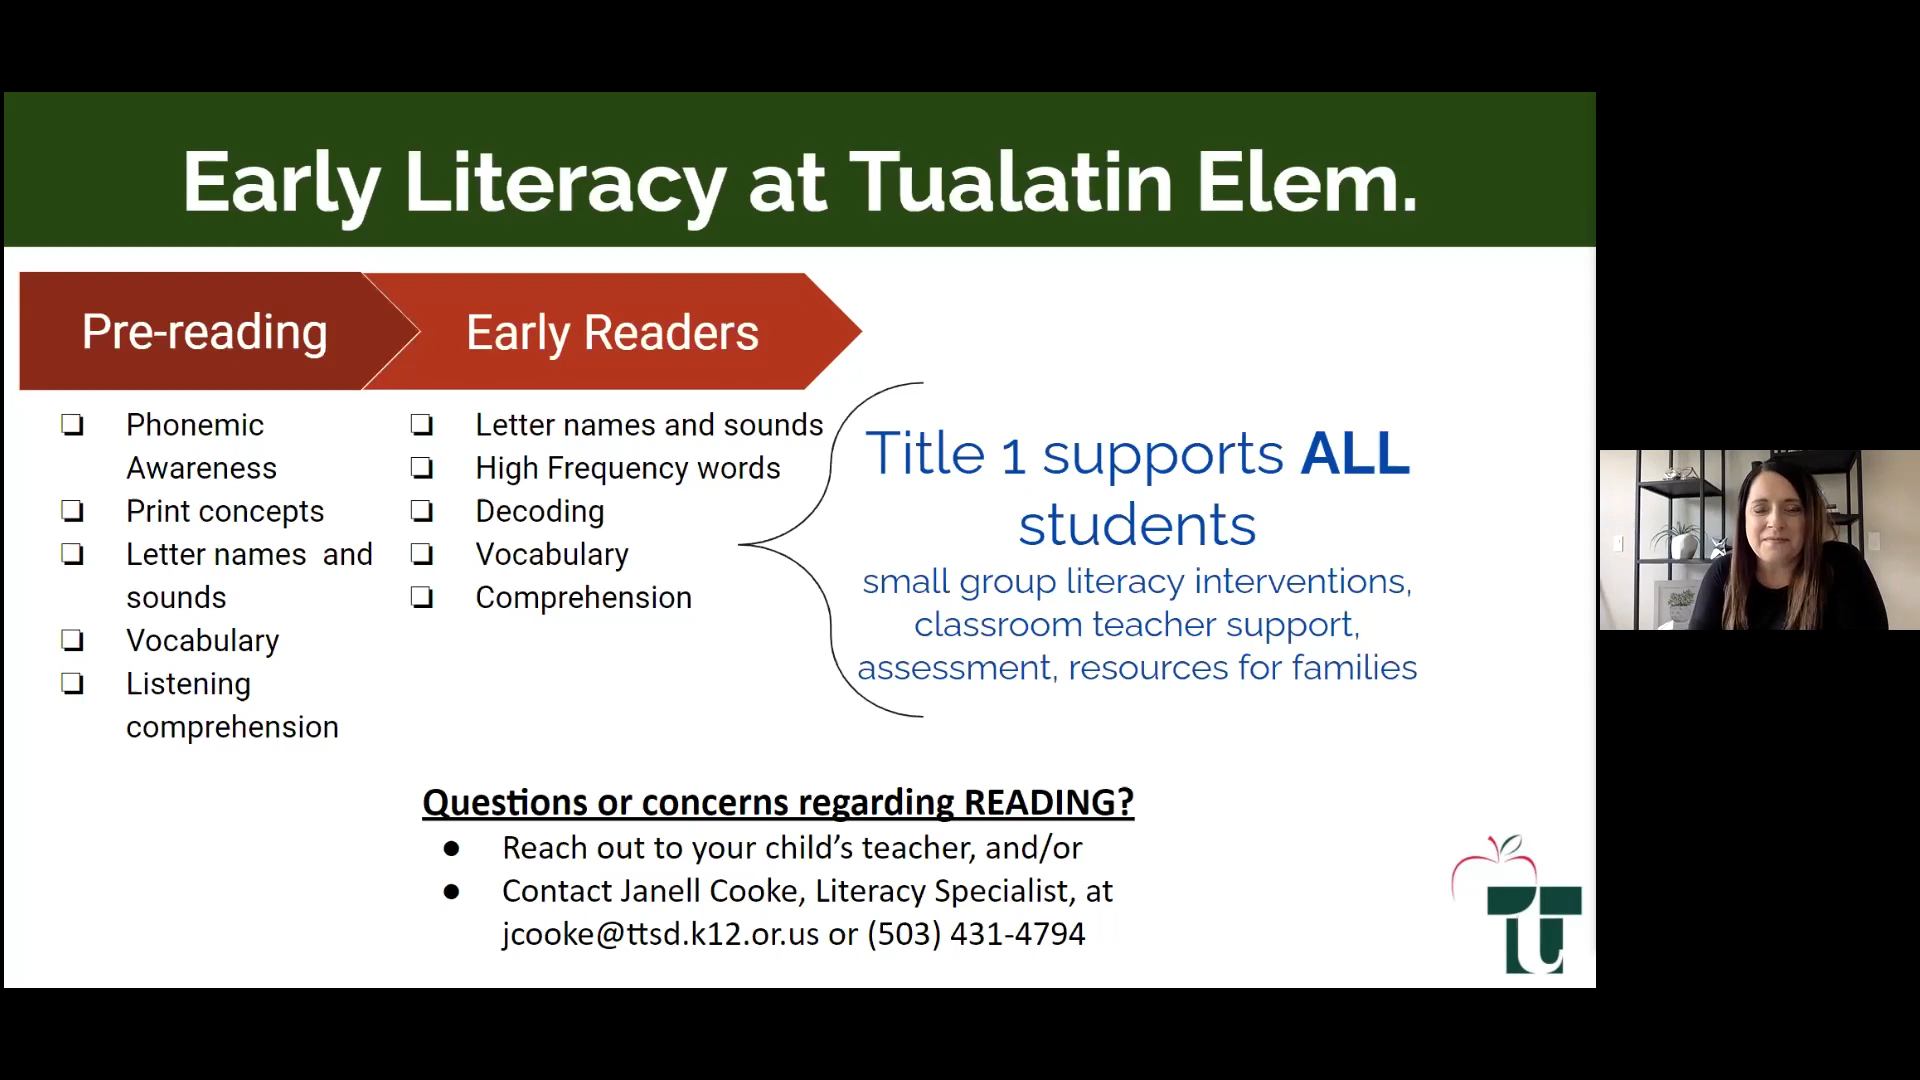 Early Literacy at Tualatin Elem.
Pre-reading
Early Readers
❏ Phonemic
Awareness
❏ Print concepts
❏ Letter names and
sounds
❏ Vocabulary
❏ Listening
comprehension
❏ Letter names and sounds
❏ High Frequency words
❏ Decoding
❏ Vocabulary
❏ Comprehension
Title 1 supports ALL
students
small group literacy interventions,
classroom teacher support,
assessment, resources for families
Questions or concerns regarding READING?
● Reach out to your child’s teacher, and/or
● Contact Janell Cooke, Literacy Specialist, at
jcooke@ttsd.k12.or.us or (503) 431-4794